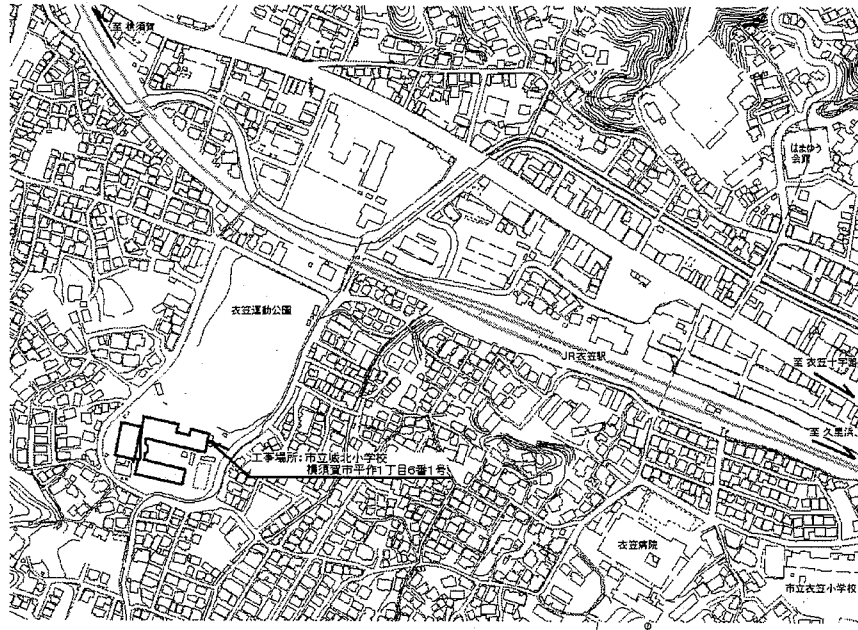 至 横須賀
はまゆう
会館
衣笠運動公園
JR衣笠駅
至 衣笠十字路
至 久里浜
工事場所:市立城北小学校
横須賀市平作1丁目6番1号
衣笠病院
市立衣笠小学校